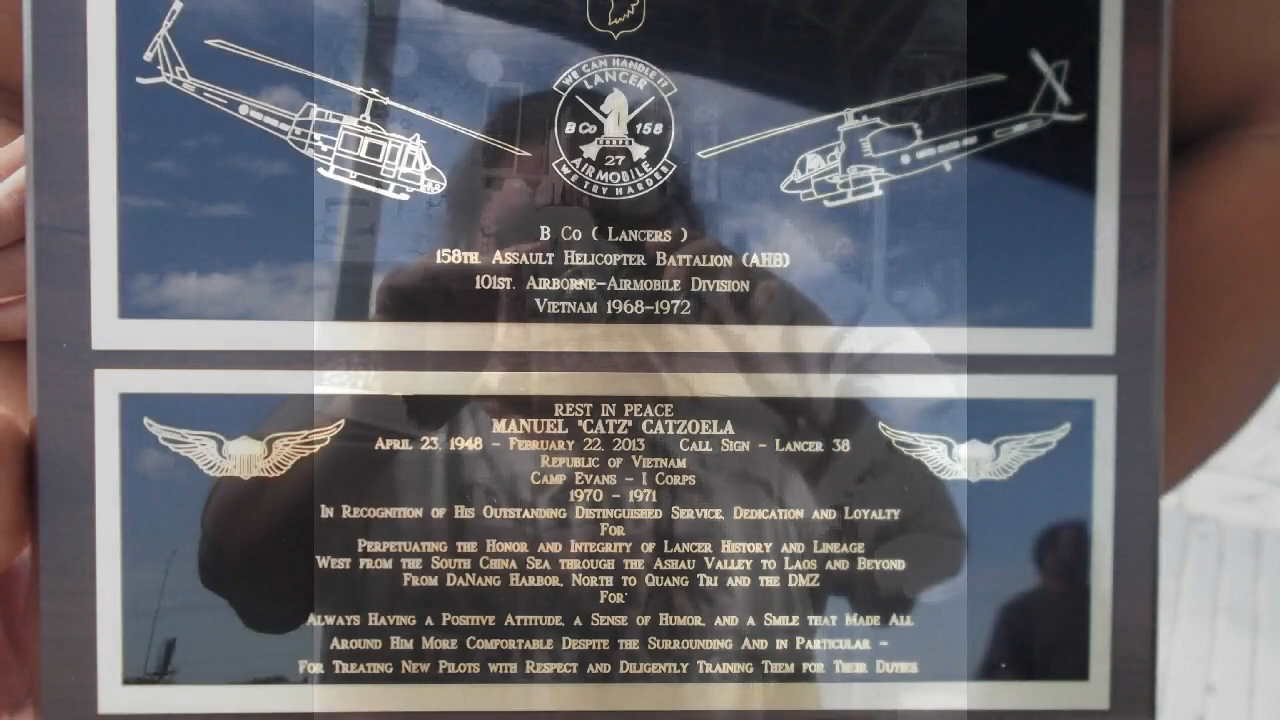 WE CAN HANDLE IT
LANCER
B Co 158
CORPS
27
AIRMOBILE
WE TRY HARDER
B Co ( Lancers )
158th. Assault Helicopter Battalion (AHB)
101st. Airborne-Airmobile Division
Vietnam 1968-1972
REST IN PEACE
MANUEL "CATZ" CATZOELA
April 23, 1948 - February 22, 2013 Call Sign - Lancer 38
Republic of Vietnam
Camp Evans - I Corps
1970 - 1971
In Recognition of His Outstanding Distinguished Service, Dedication and Loyalty
For
Perpetuating the Honor and Integrity of Lancer History and Lineage
West from the South China Sea through the Ashau Valley to Laos and Beyond
From DaNang Harbor, North to Quang Tri and the DMZ
For
Always Having a Positive Attitude, a Sense of Humor, and a Smile that Made All
Around Him More Comfortable Despite the Surrounding And in Particular -
For Treating New Pilots with Respect and Diligently Training Them for Their Duties